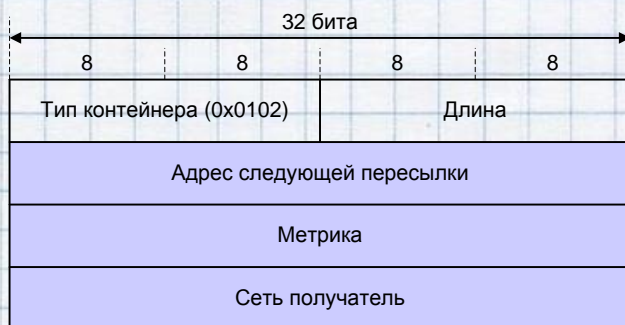 32 бита
8 8 8 8
Тип контейнера (0x0102) Длина
Адрес следующей пересылки
Метрика
Сеть получатель